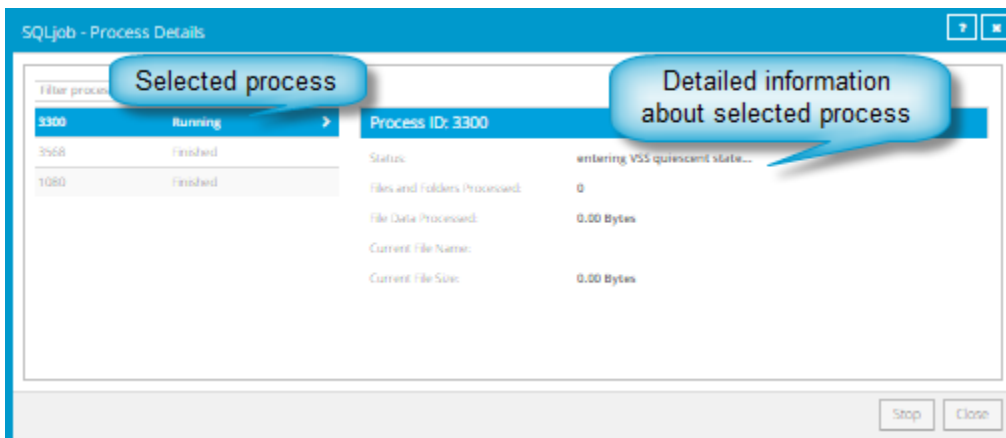 SQLjob - Process Details
? ×
Selected process
Detailed information
about selected process
Filter proces
3300 Running >
3568 Finished
1080 Finished
Process ID: 3300
Status: entering VSS quiescent state...
Files and Folders Processed: 0
File Data Processed: 0.00 Bytes
Current File Name:
Current File Size: 0.00 Bytes
Stop Close